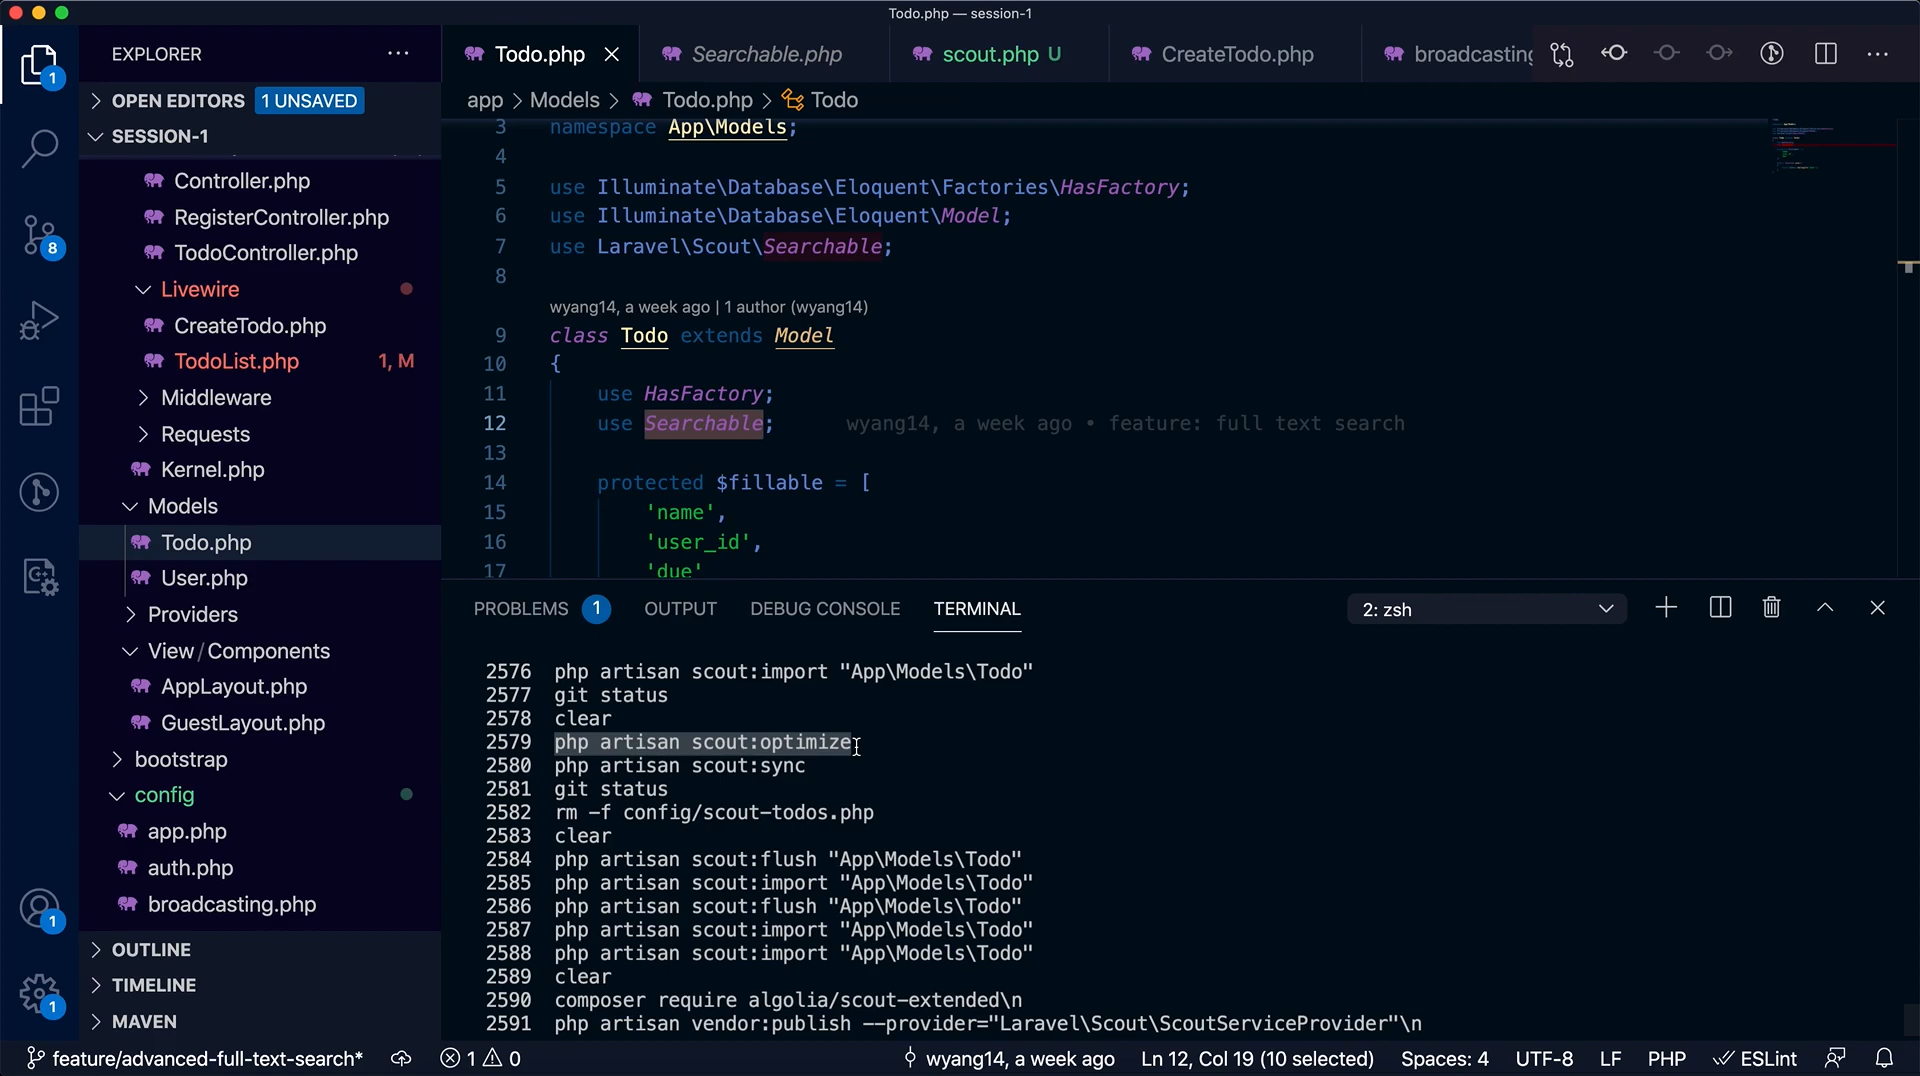 Todo.php — session-1
EXPLORER
Todo.php
Searchable.php
scout.php U
CreateTodo.php
broadcasting
OPEN EDITORS 1 UNSAVED
SESSION-1
Controller.php
RegisterController.php
TodoController.php
Livewire
CreateTodo.php
TodoList.php 1, M
Middleware
Requests
Kernel.php
Models
Todo.php
User.php
Providers
View/Components
AppLayout.php
GuestLayout.php
bootstrap
config
app.php
auth.php
broadcasting.php
OUTLINE
TIMELINE
MAVEN
1
8
1
1
app > Models > Todo.php > Todo
3 namespace App\Models;
4
5 use Illuminate\Database\Eloquent\Factories\HasFactory;
6 use Illuminate\Database\Eloquent\Model;
7 use Laravel\Scout\Searchable;
8
wyang14, a week ago | 1 author (wyang14)
9 class Todo extends Model
10 {
11 use HasFactory;
12 use Searchable; wyang14, a week ago • feature: full text search
13
14 protected $fillable = [
15 'name',
16 'user_id',
17 'due'
PROBLEMS 1 OUTPUT DEBUG CONSOLE TERMINAL 2: zsh
2576 php artisan scout:import "App\Models\Todo"
2577 git status
2578 clear
2579 php artisan scout:optimize
2580 php artisan scout:sync
2581 git status
2582 rm -f config/scout-todos.php
2583 clear
2584 php artisan scout:flush "App\Models\Todo"
2585 php artisan scout:import "App\Models\Todo"
2586 php artisan scout:flush "App\Models\Todo"
2587 php artisan scout:import "App\Models\Todo"
2588 php artisan scout:import "App\Models\Todo"
2589 clear
2590 composer require algolia/scout-extended\n
2591 php artisan vendor:publish --provider="Laravel\Scout\ScoutServiceProvider"\n
feature/advanced-full-text-search* 1 0 wyang14, a week ago Ln 12, Col 19 (10 selected) Spaces: 4 UTF-8 LF PHP ESLint